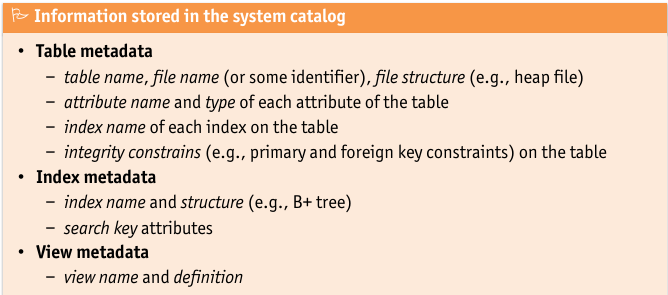 Information stored in the system catalog
• Table metadata
– table name, file name (or some identifier), file structure (e.g., heap file)
– attribute name and type of each attribute of the table
– index name of each index on the table
– integrity constrains (e.g., primary and foreign key constraints) on the table
• Index metadata
– index name and structure (e.g., B+ tree)
– search key attributes
• View metadata
– view name and definition